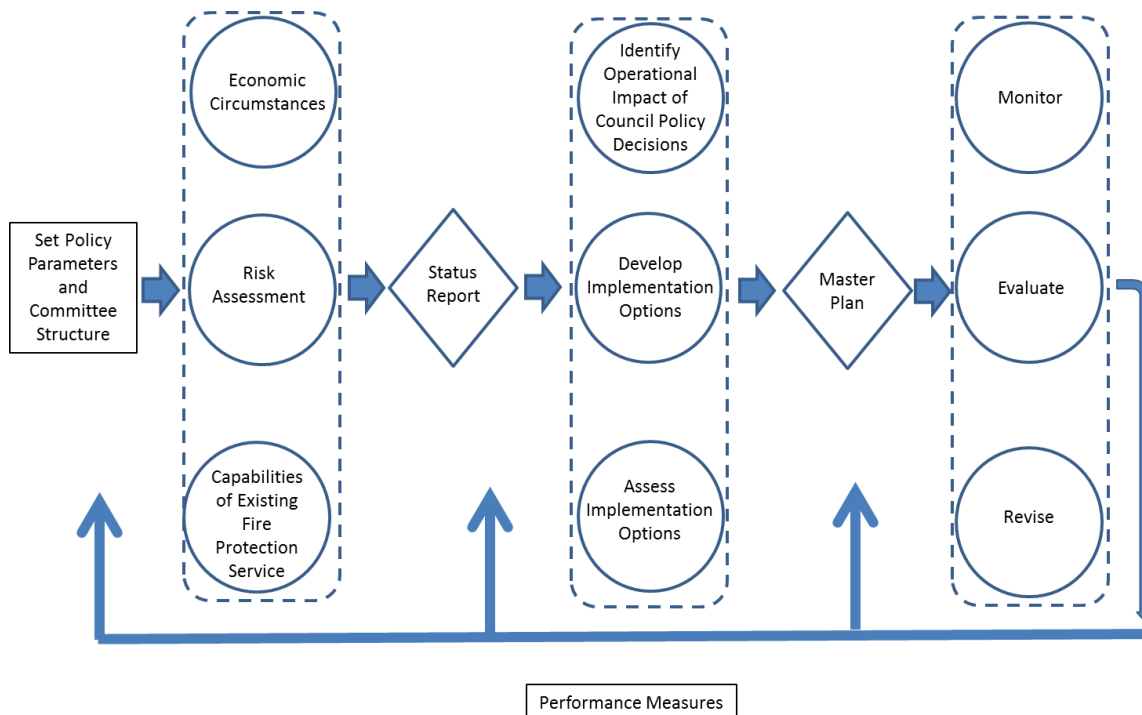 Set Policy
Parameters
and
Committee
Structure
Economic
Circumstances
Risk
Assessment
Capabilities
of Existing
Fire
Protection
Service
Status
Report
Identify
Operational
Impact of
Council Policy
Decisions
Develop
Implementation
Options
Assess
Implementation
Options
Master
Plan
Monitor
Evaluate
Revise
Performance Measures